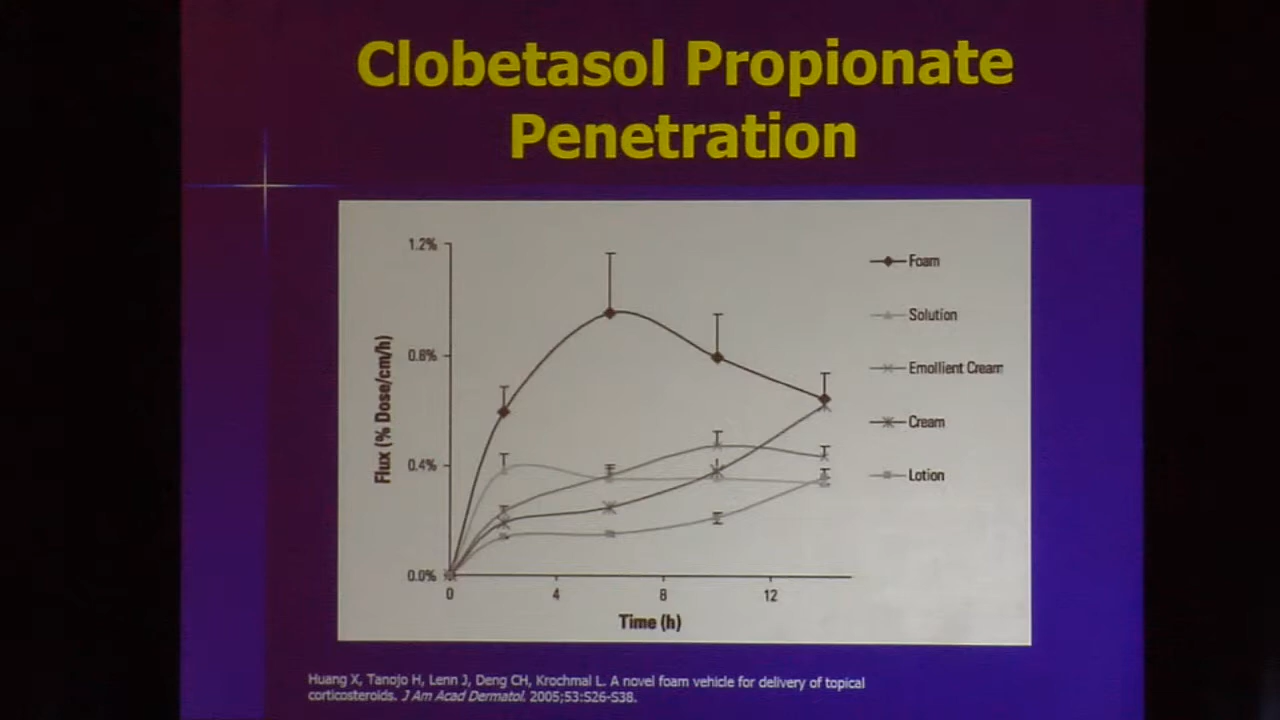 Clobetasol Propionate
Penetration
1.2%
0.8%
0.4%
0.0%
Flux (% Dose/cm/h)
0
4
8
12
Time (h)
Foam
Solution
Emollient Cream
Cream
Lotion
Huang X, Tanojo H, Lenn J, Deng CH, Krochmal L. A novel foam vehicle for delivery of topical
corticosteroids. J Am Acad Dermatol. 2005;53:S26-S38.